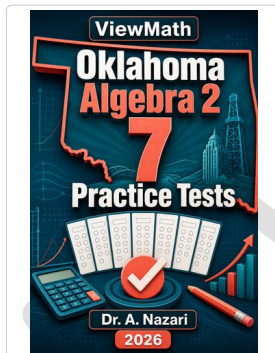 ViewMath
Oklahoma
Algebra 2
7
Practice Tests
Dr. A. Nazari
2026